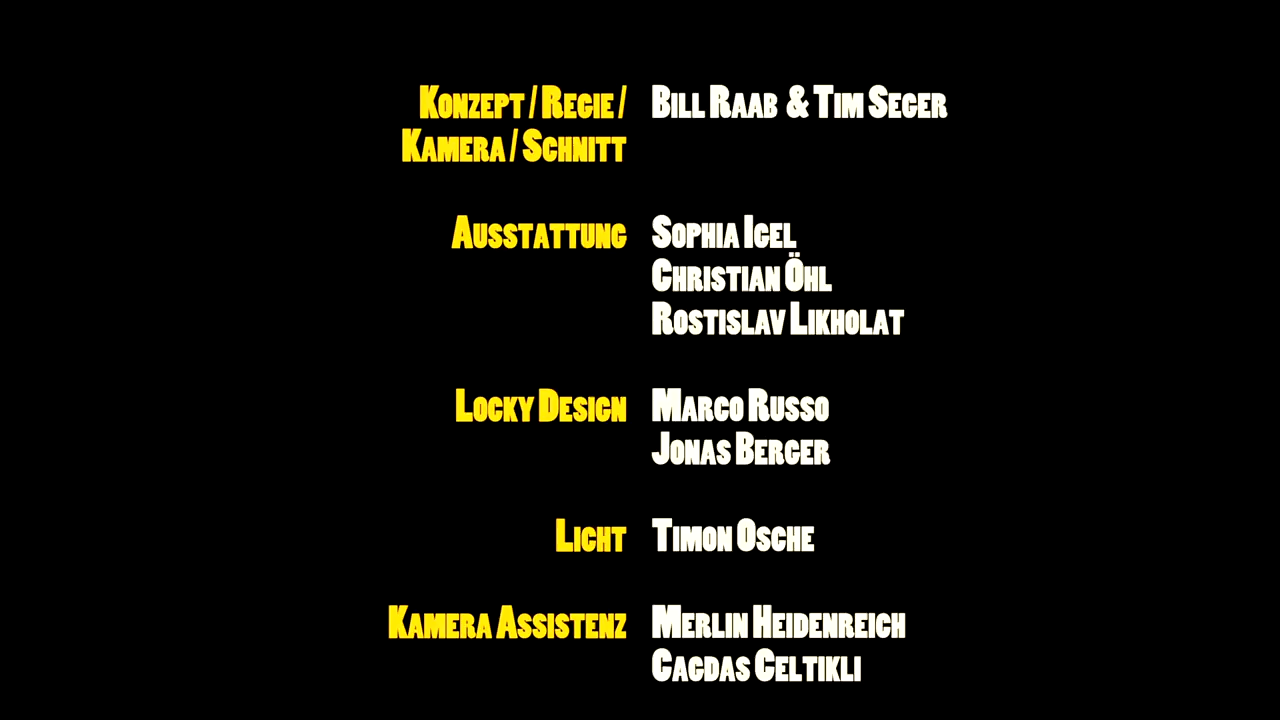 Konzept / Regie / Bill Raab & Tim Seger
Kamera / Schnitt
Ausstattung Sophia Igel
Christian Öhl
Rostislav Likholat
Locky Design Marco Russo
Jonas Berger
Licht Timon Osche
Kamera Assistenz Merlin Heidenreich
Cagdas Celtikli